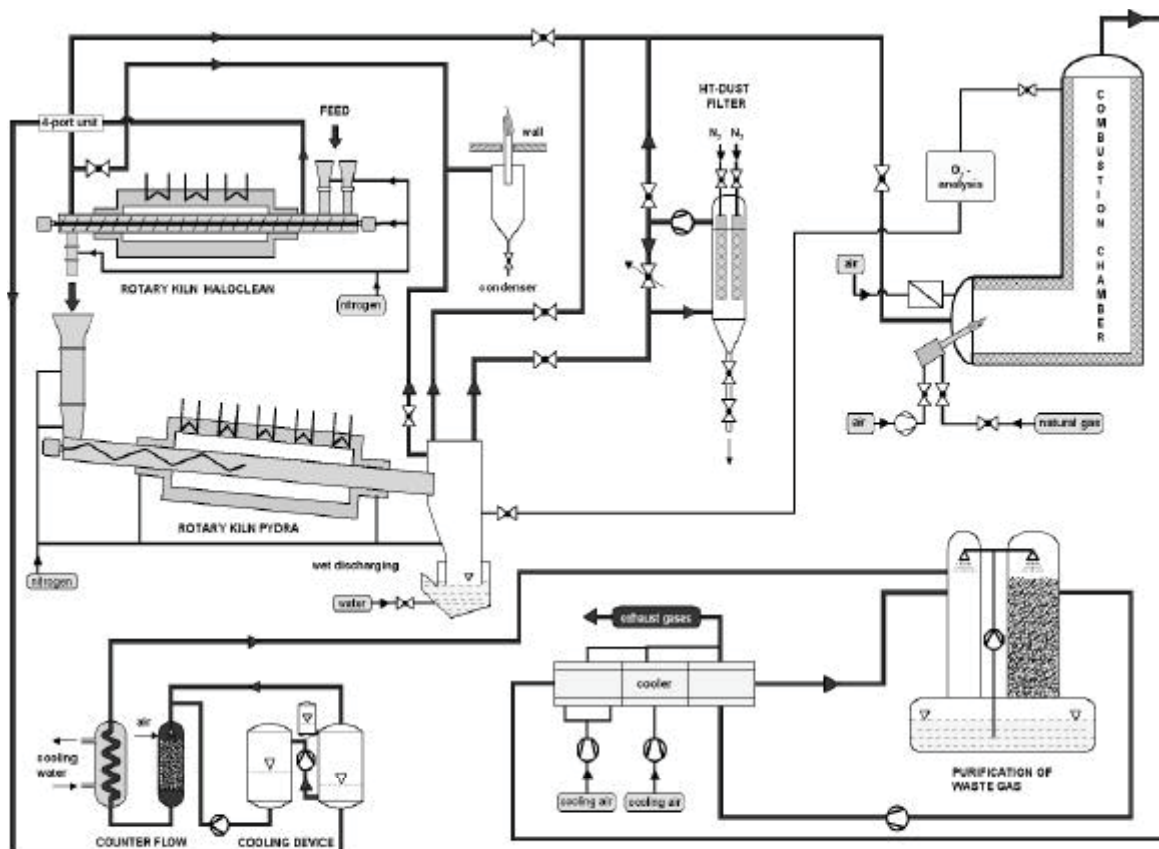 FEED
wall
HT-DUST
FILTER
N₂ N₂
4-port unit
O₂-
analysis
COMBUSTION CHAMBER
condenser
air
ROTARY KILN HALOCLEAN
nitrogen
air
natural gas
ROTARY KILN PYDRA
wet discharging
nitrogen
water
exhaust gases
cooler
air
cooling
water
cooling air
cooling air
PURIFICATION OF
WASTE GAS
COUNTER FLOW
COOLING DEVICE